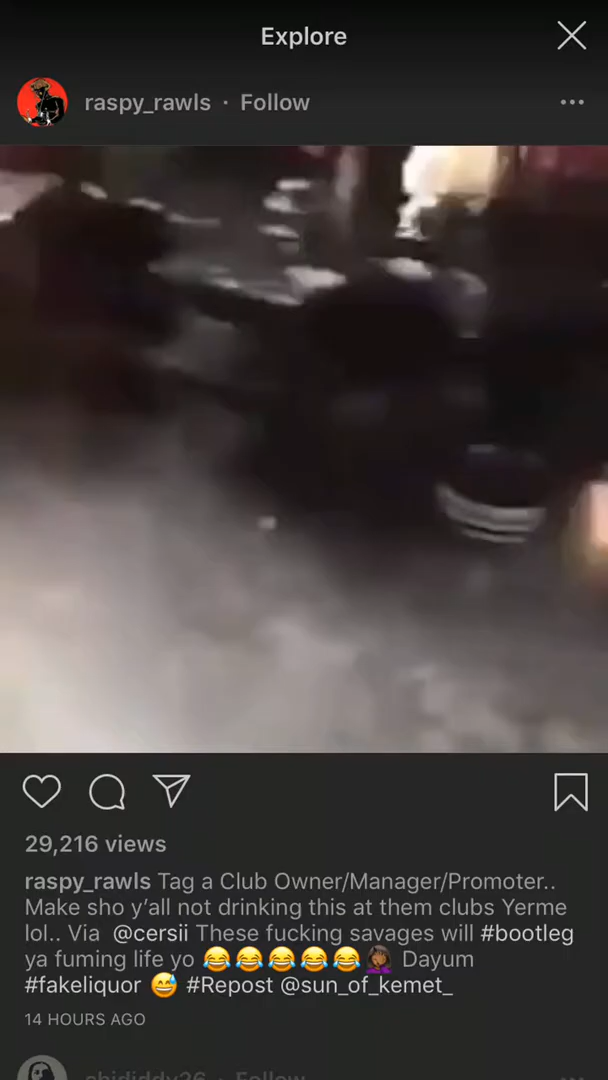 Explore
raspy_rawls · Follow
29,216 views
raspy_rawls Tag a Club Owner/Manager/Promoter..
Make sho y’all not drinking this at them clubs Yerme
lol.. Via @cersii These fucking savages will #bootleg
ya fuming life yo 😂😂😂😂😂🤦🏾‍♀️ Dayum
#fakeliquor 😅 #Repost @sun_of_kemet_
14 HOURS AGO
Follow